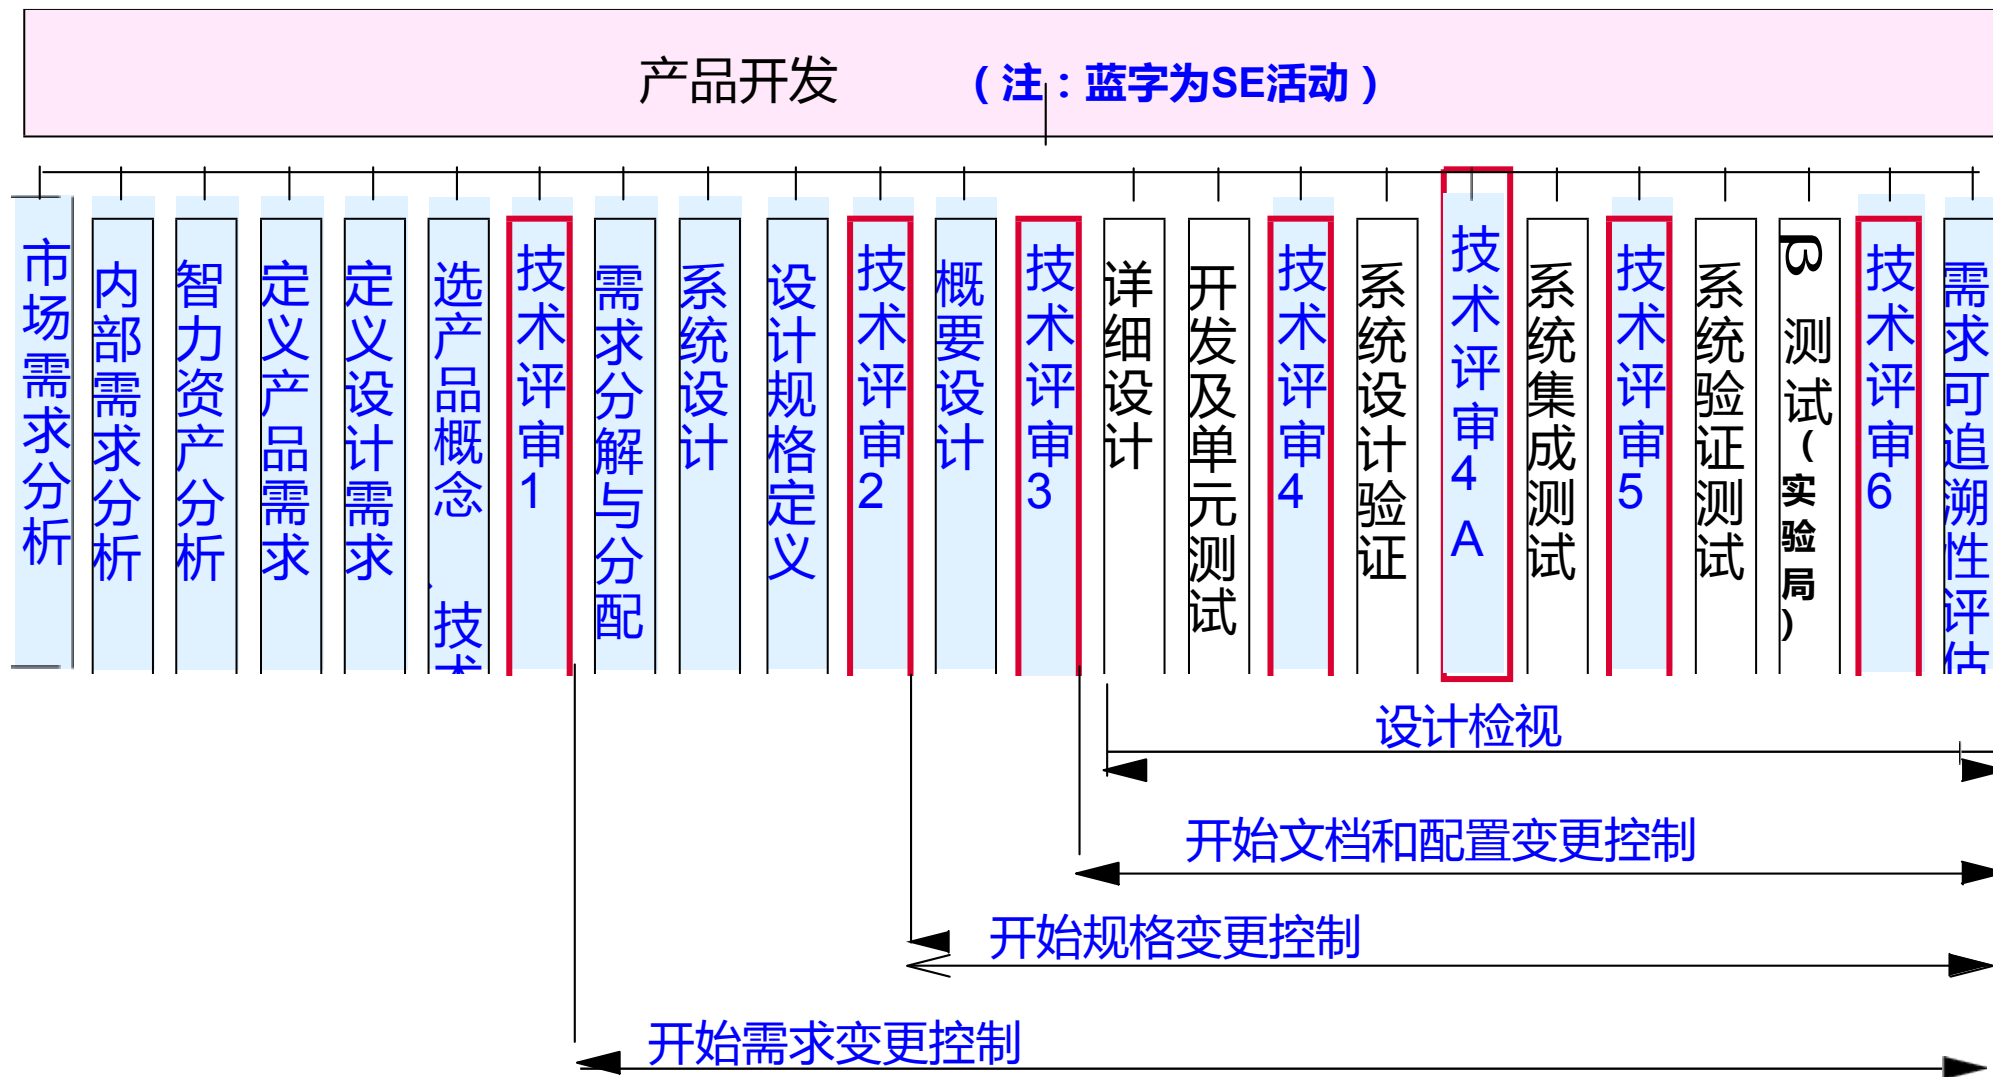 产品开发 （注：蓝字为SE活动）
市场需求分析
内部需求分析
智力资产分析
定义产品需求
定义设计需求
选产品概念、技术
技术评审1
需求分解与分配
系统设计
设计规格定义
技术评审2
概要设计
技术评审3
详细设计
开发及单元测试
技术评审4
系统设计验证
技术评审4A
系统集成测试
技术评审5
系统验证测试
β测试（实验局）
技术评审6
需求可追溯性评估
设计检视
开始文档和配置变更控制
开始规格变更控制
开始需求变更控制